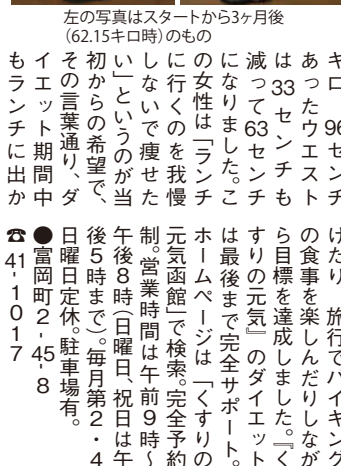 左の写真はスタートから3ヶ月後
(62.15キロ時)のもの
キロ 96センチ
あったウエスト
は33センチも
減って63センチ
になりました。こ
の女性は「ランチ
に行くのを我慢
しないで痩せた
い」というのが当
初からの希望で、
その言葉通り、ダ
イエット期間中
もランチに出か
けたり 旅行でハイキング
の食事を楽しんだりしなが
ら目標を達成しました。『く
すりの元気』のダイエット
は最後まで完全サポート。
ホームページは「くすりの
元気函館」で検索。完全予約
制。営業時間は午前9時〜
午後8時(日曜日、祝日は午
後5時まで)。毎月第2・4
日曜日定休。駐車場有。
●富岡町2-45-8
☎41-1017